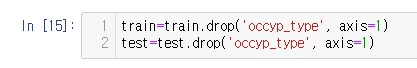 In [15]:
1 train=train.drop('occyp_type', axis=1)
2 test=test.drop('occyp_type', axis=1)